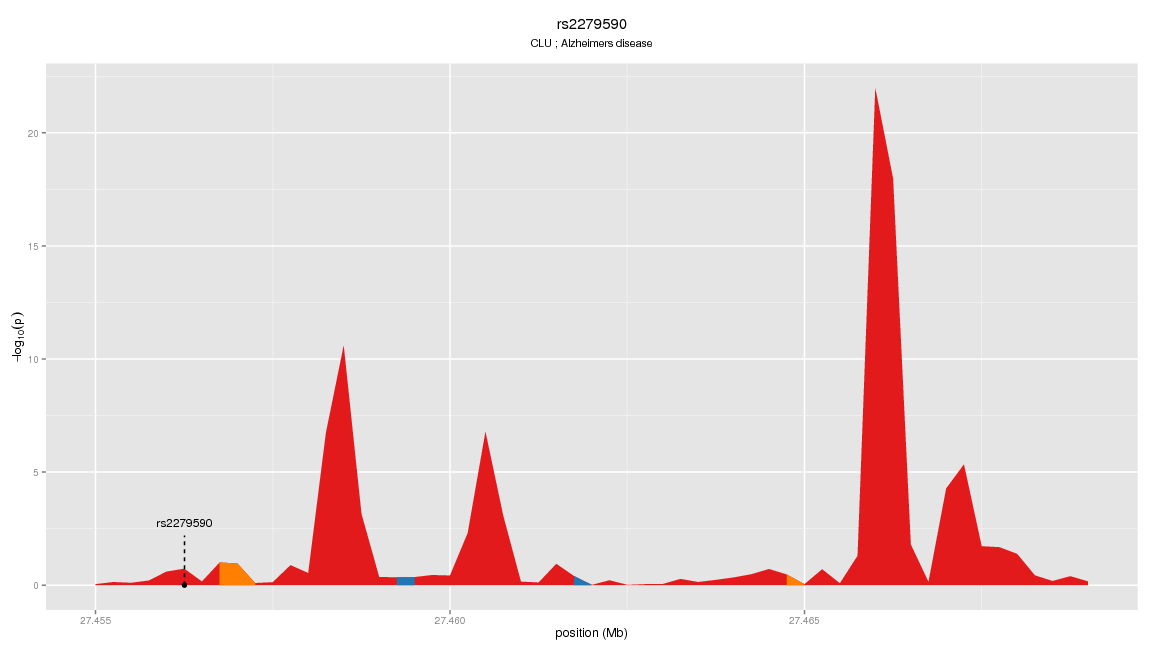 rs2279590
CLU ; Alzheimers disease
20
15
10
5
0
−log10(p)
rs2279590
27.455
27.460
27.465
position (Mb)